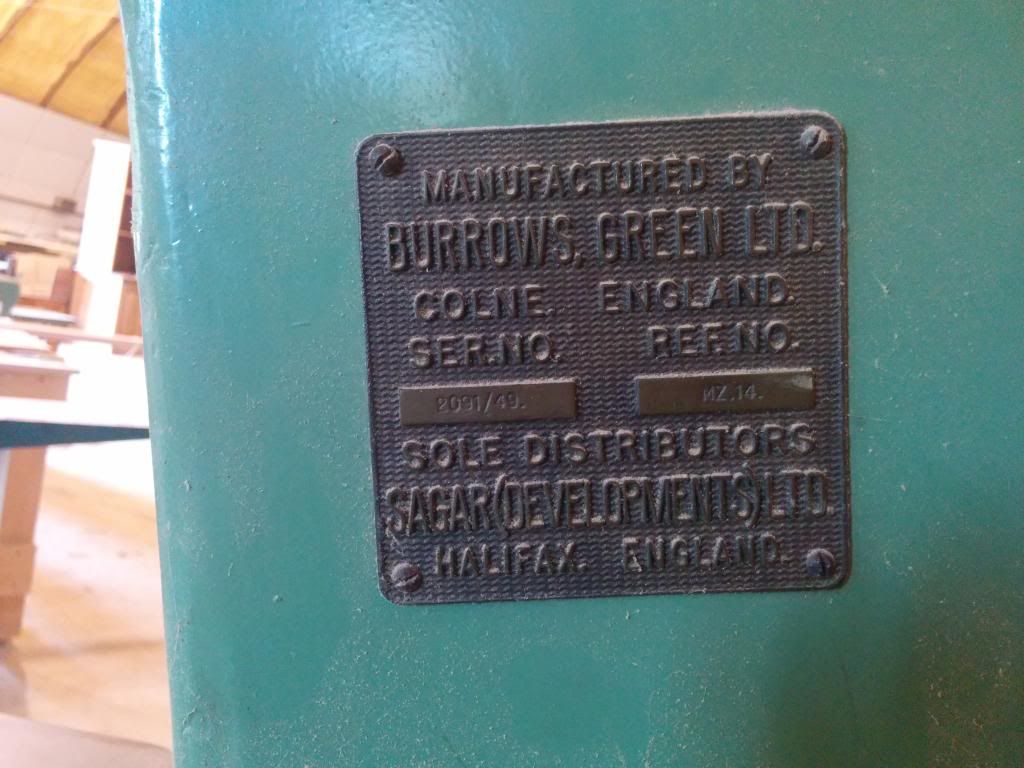 MANUFACTURED BY
BURROWS, GREEN LTD.
COLNE. ENGLAND.
SER. NO. REF. NO.
2091/49. MZ.14.
SOLE DISTRIBUTORS
SAGAR (DEVELOPMENTS) LTD.
HALIFAX. ENGLAND.